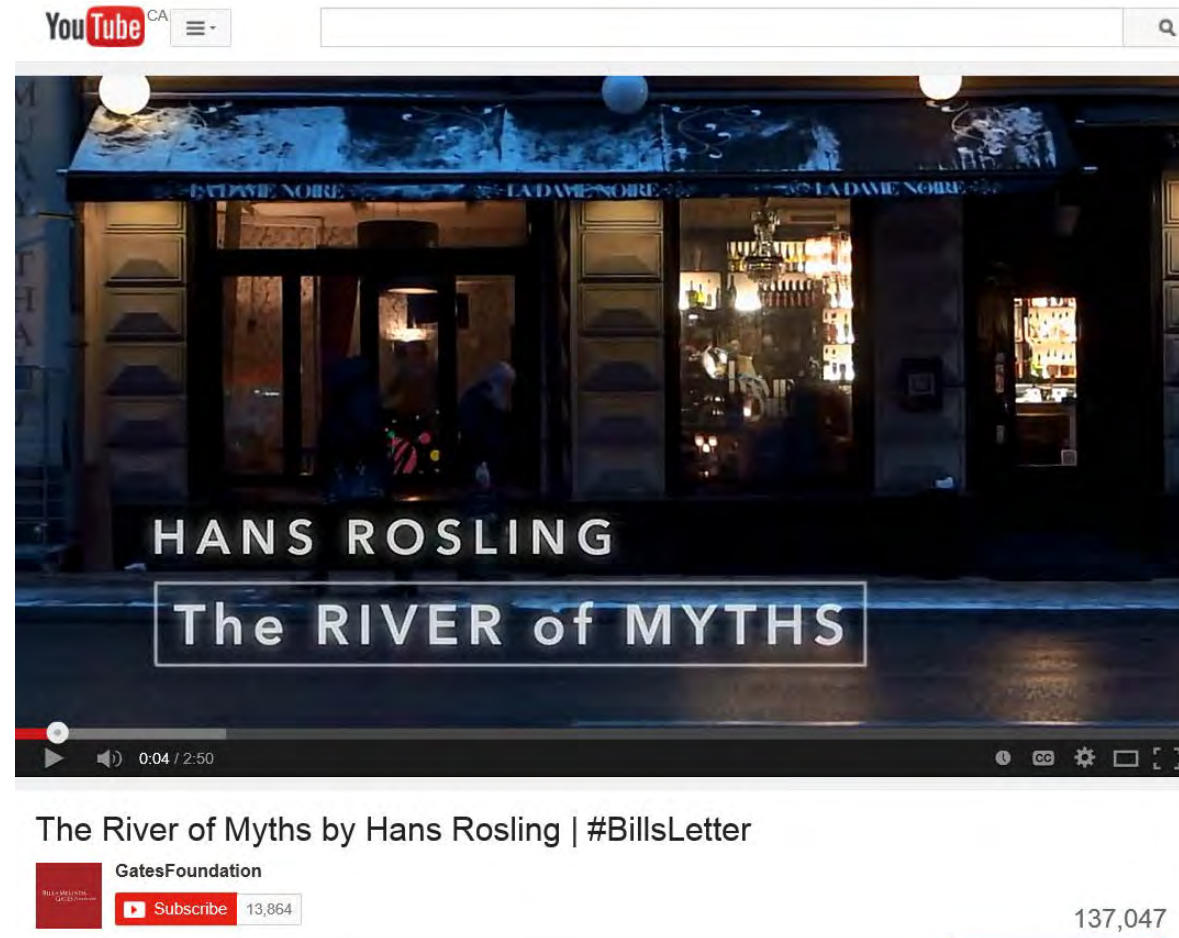 YouTube CA
LA DAME NOIRE LA DAME NOIRE LA DAME NOIRE
HANS ROSLING
The RIVER of MYTHS
0:04 / 2:50
CC
The River of Myths by Hans Rosling | #BillsLetter
GatesFoundation
Subscribe 13,864
137,047